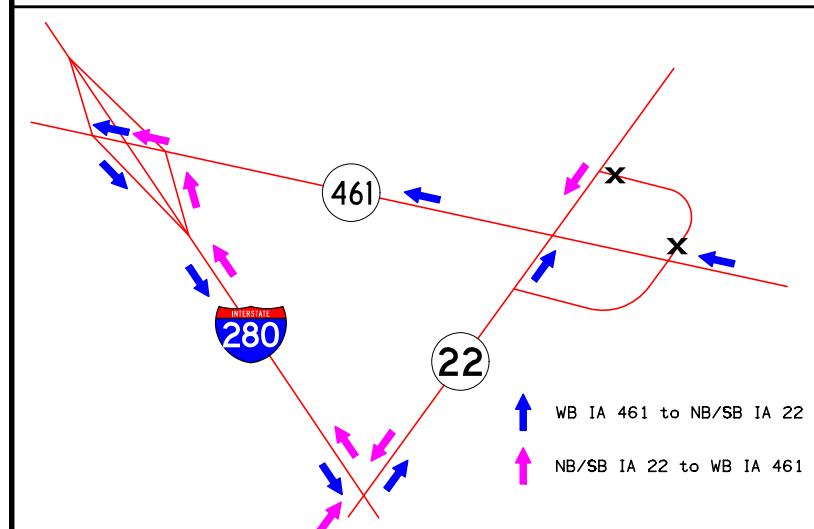 X
461
X
INTERSTATE
280
22
WB IA 461 to NB/SB IA 22
NB/SB IA 22 to WB IA 461